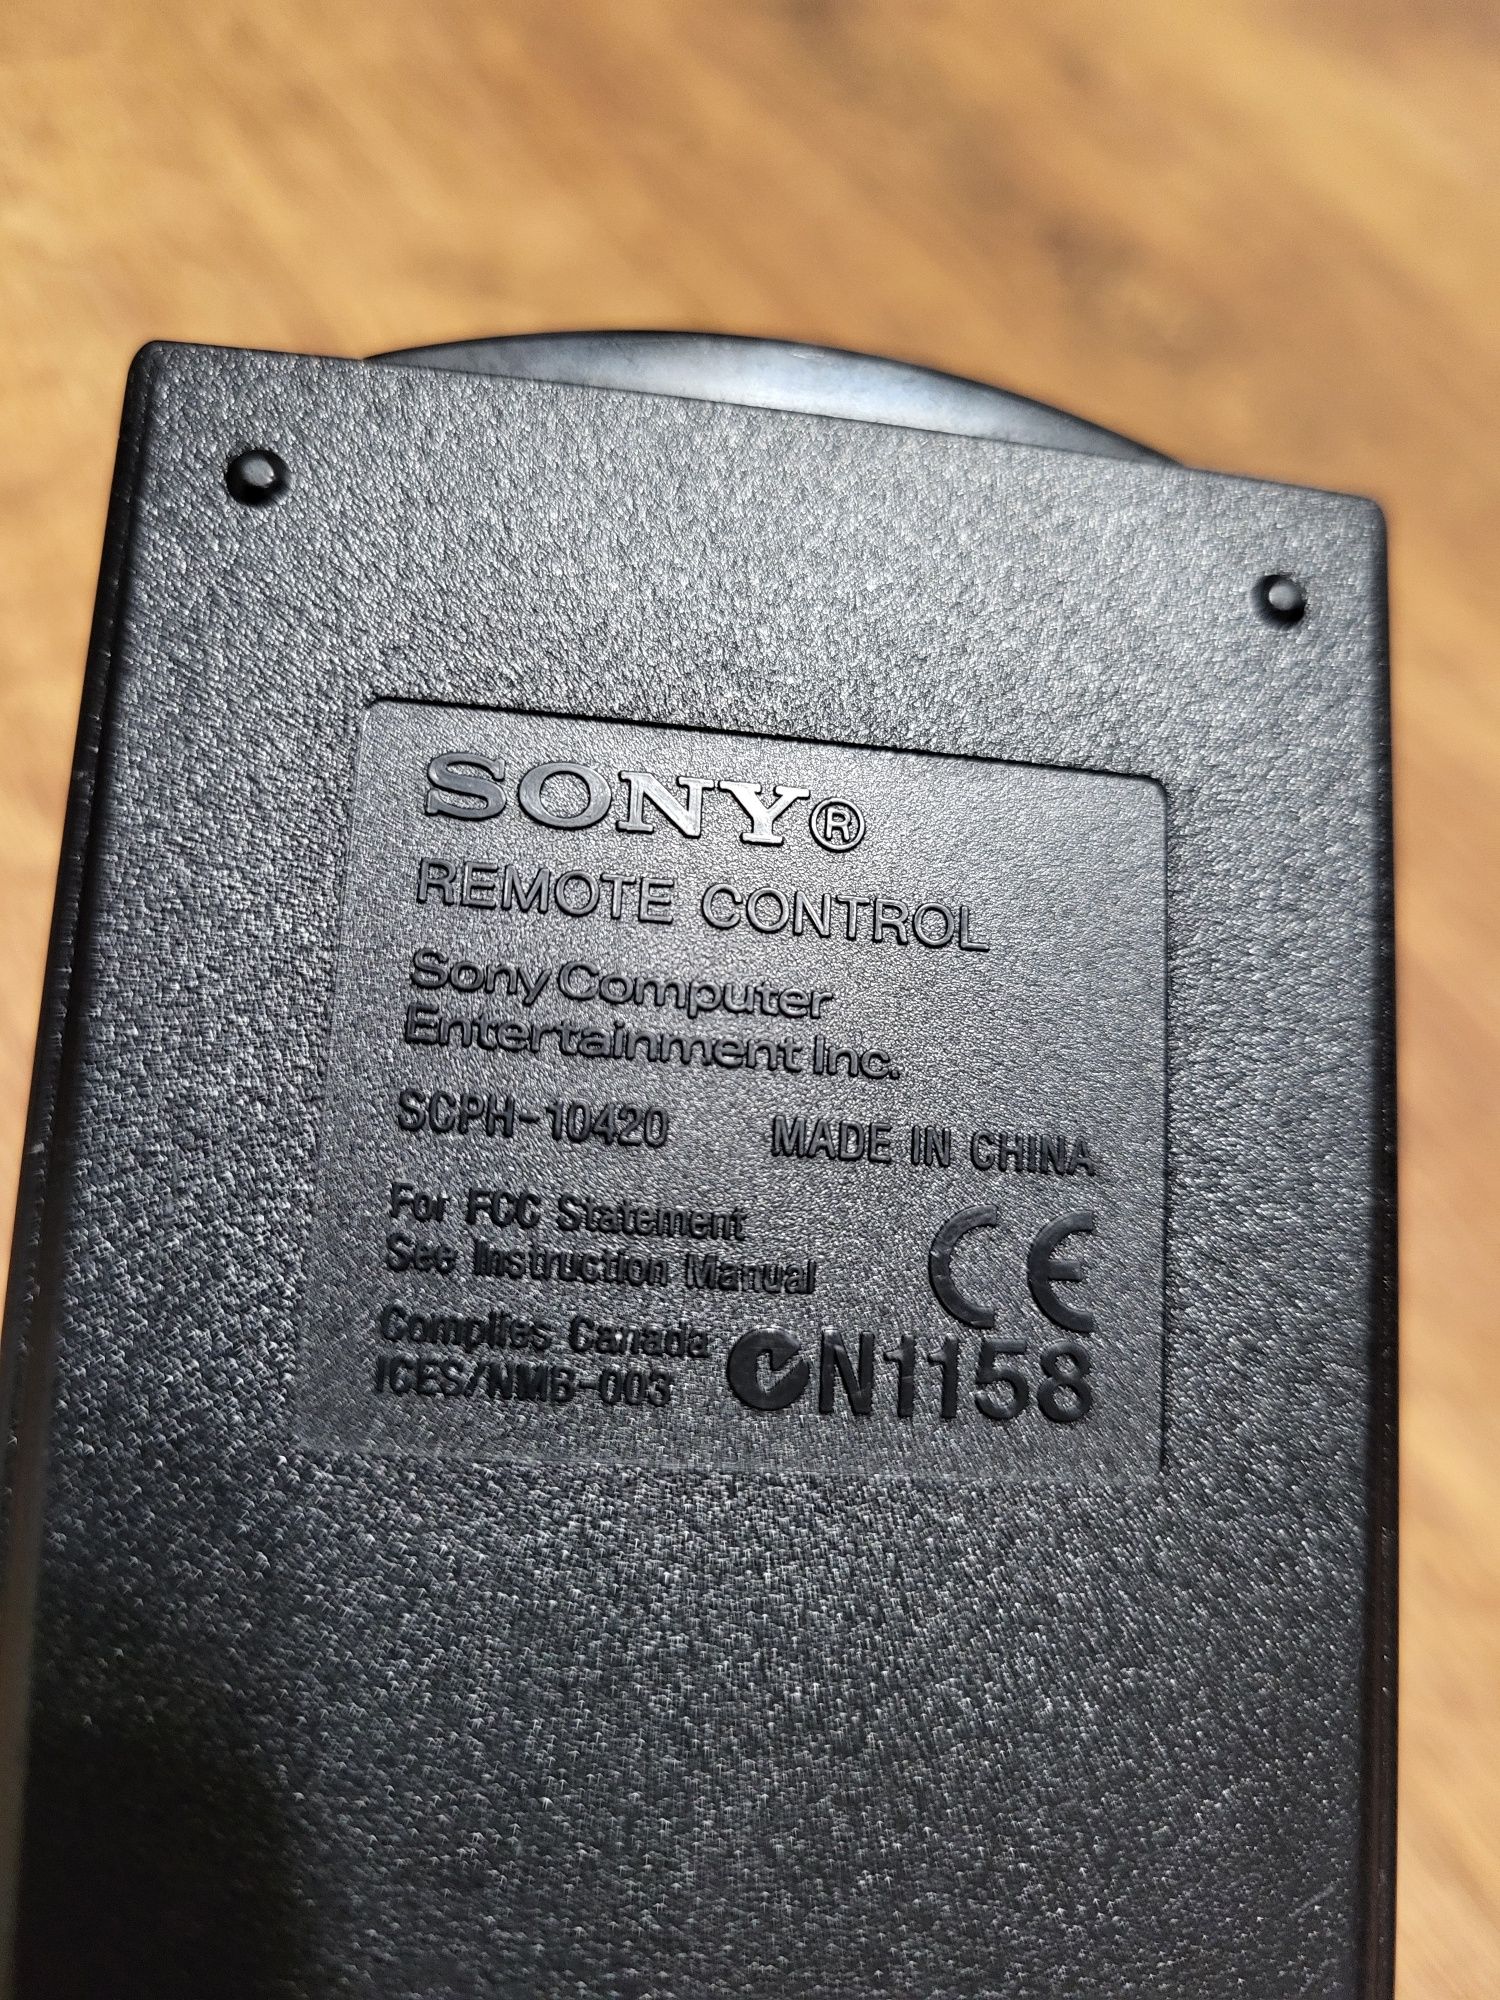 SONY®
REMOTE CONTROL
Sony Computer
Entertainment Inc.
SCPH-10420 MADE IN CHINA
For FCC Statement
See Instruction Manual
CE
Complies Canada
ICES/NMB-003
N1158